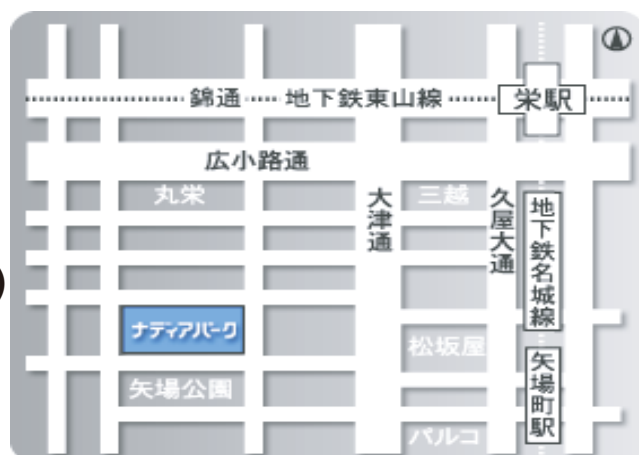 錦通
地下鉄東山線
栄駅
広小路通
丸栄
大津通
三越
久屋大通
地下鉄名城線
ナディアパーク
松坂屋
矢場公園
矢場町駅
パルコ